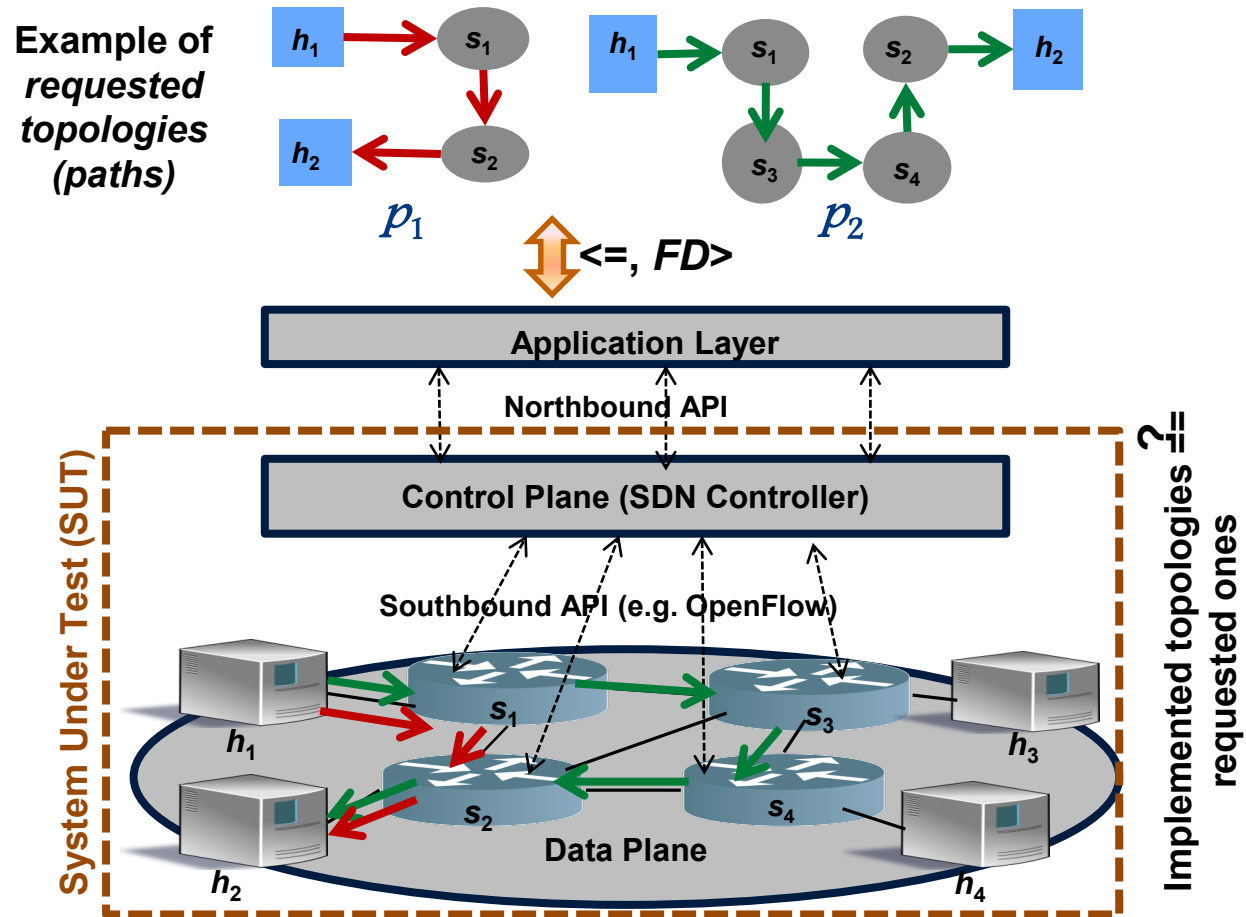 Example of
requested
topologies
(paths)
h₁
s₁
h₂
s₂
p₁
h₁
s₁
s₂
h₂
s₃
s₄
p₂
<=, FD>
Application Layer
Northbound API
Control Plane (SDN Controller)
Southbound API (e.g. OpenFlow)
System Under Test (SUT)
h₁
s₁
s₃
h₃
h₂
s₂
s₄
h₄
Data Plane
?
Implemented topologies ==
requested ones